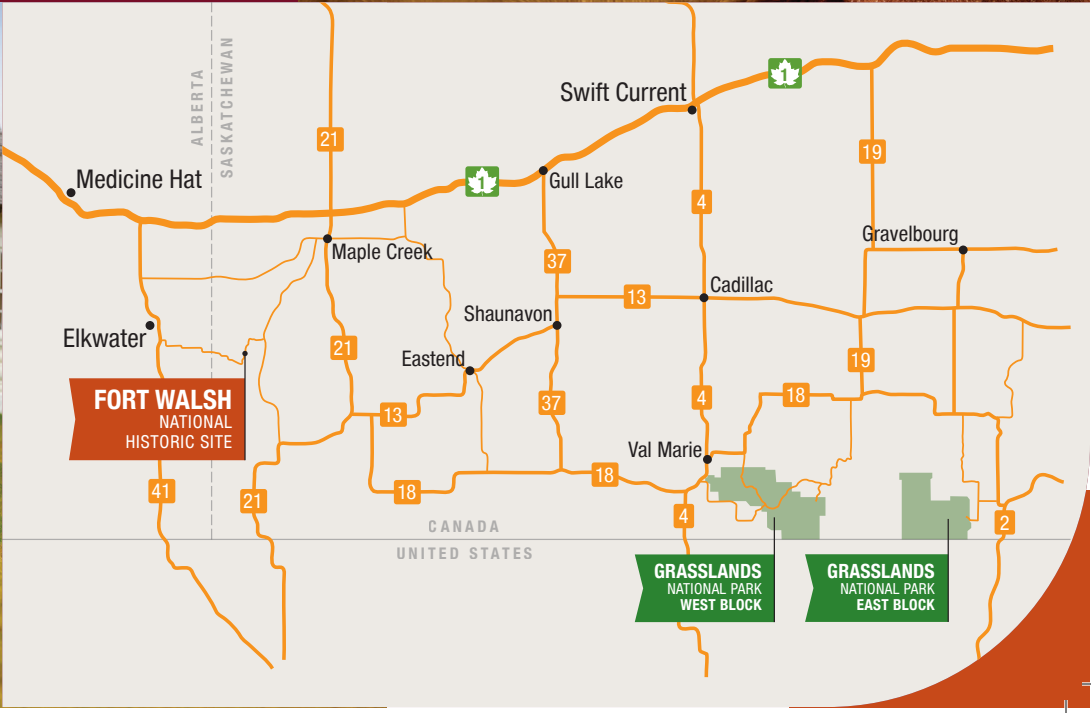 ALBERTA
SASKATCHEWAN
1
Swift Current
21
19
Medicine Hat
1
Gull Lake
4
Gravelbourg
Maple Creek
37
13
Cadillac
Shaunavon
Elkwater
21
Eastend
19
FORT WALSH
NATIONAL
HISTORIC SITE
13
37
4
18
Val Marie
41
21
18
18
4
2
CANADA
UNITED STATES
GRASSLANDS
NATIONAL PARK
WEST BLOCK
GRASSLANDS
NATIONAL PARK
EAST BLOCK